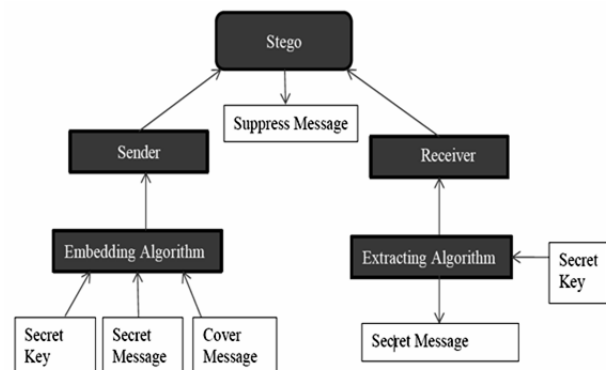 Stego
Suppress Message
Sender
Receiver
Embedding Algorithm
Extracting Algorithm
Secret
Key
Secret
Key
Secret
Message
Cover
Message
Secret Message